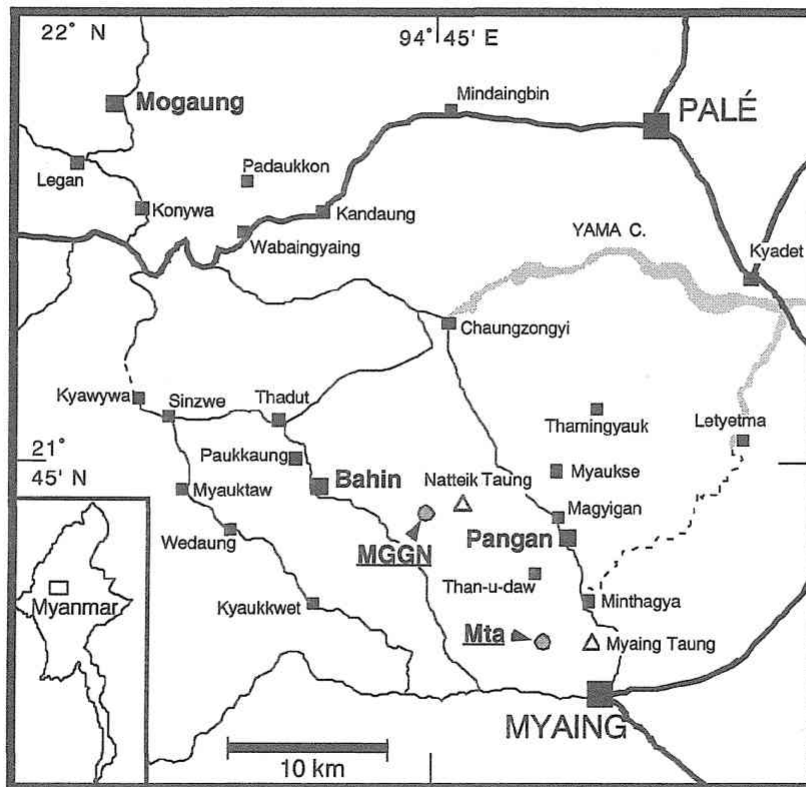 22° N
94° 45' E
Mogaung
Mindaingbin
PALÉ
Legan
Padaukkon
Konywa
Kandaung
Wabaingyaing
YAMA C.
Kyadet
Chaungzongyi
Kyawywa
Sinzwe
Thadut
Thamingyauk
Letyetma
21°
45' N
Paukkaung
Bahin
Natteik Taung
Myaukse
Myauktaw
Magyigan
Wedaung
MGGN
Pangan
Than-u-daw
Minthagya
Kyaukkwet
Mta
Myaing Taung
Myanmar
MYAING
10 km